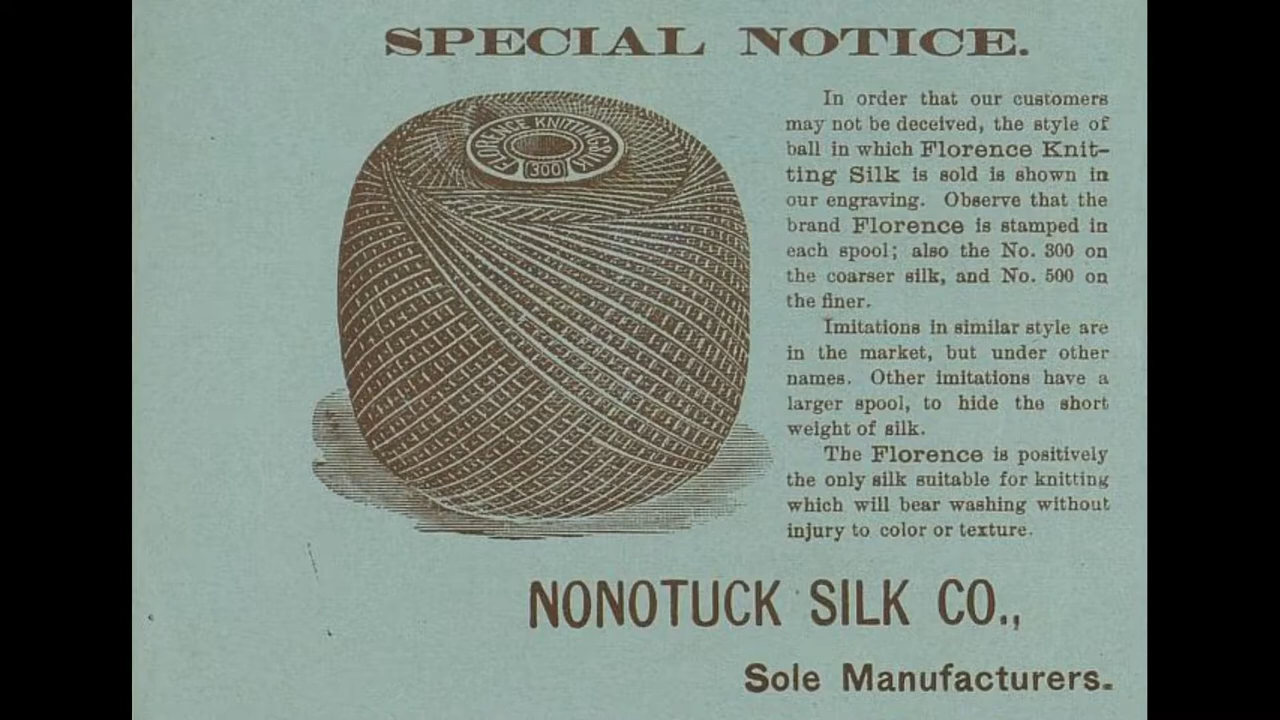 SPECIAL NOTICE.
FLORENCE KNITTING SILK
300
In order that our customers
may not be deceived, the style of
ball in which Florence Knit-
ting Silk is sold is shown in
our engraving. Observe that the
brand Florence is stamped in
each spool; also the No. 300 on
the coarser silk, and No. 500 on
the finer.
Imitations in similar style are
in the market, but under other
names. Other imitations have a
larger spool, to hide the short
weight of silk.
The Florence is positively
the only silk suitable for knitting
which will bear washing without
injury to color or texture.
NONOTUCK SILK CO.,
Sole Manufacturers.